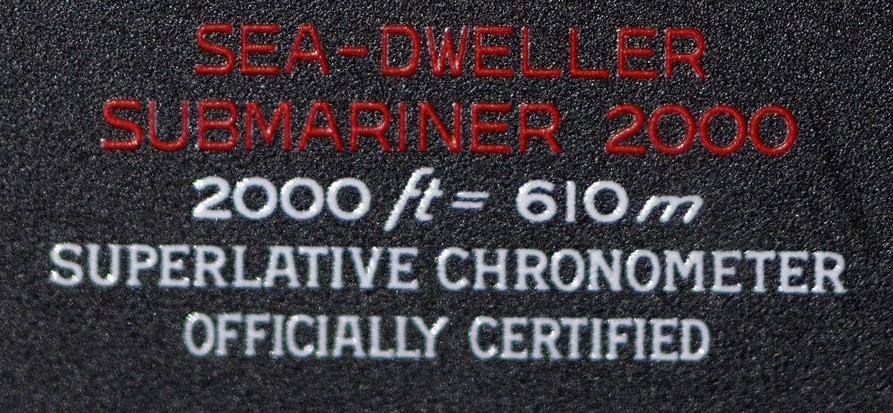 SEA-DWELLER
SUBMARINER 2000
2000 ft = 610 m
SUPERLATIVE CHRONOMETER
OFFICIALLY CERTIFIED